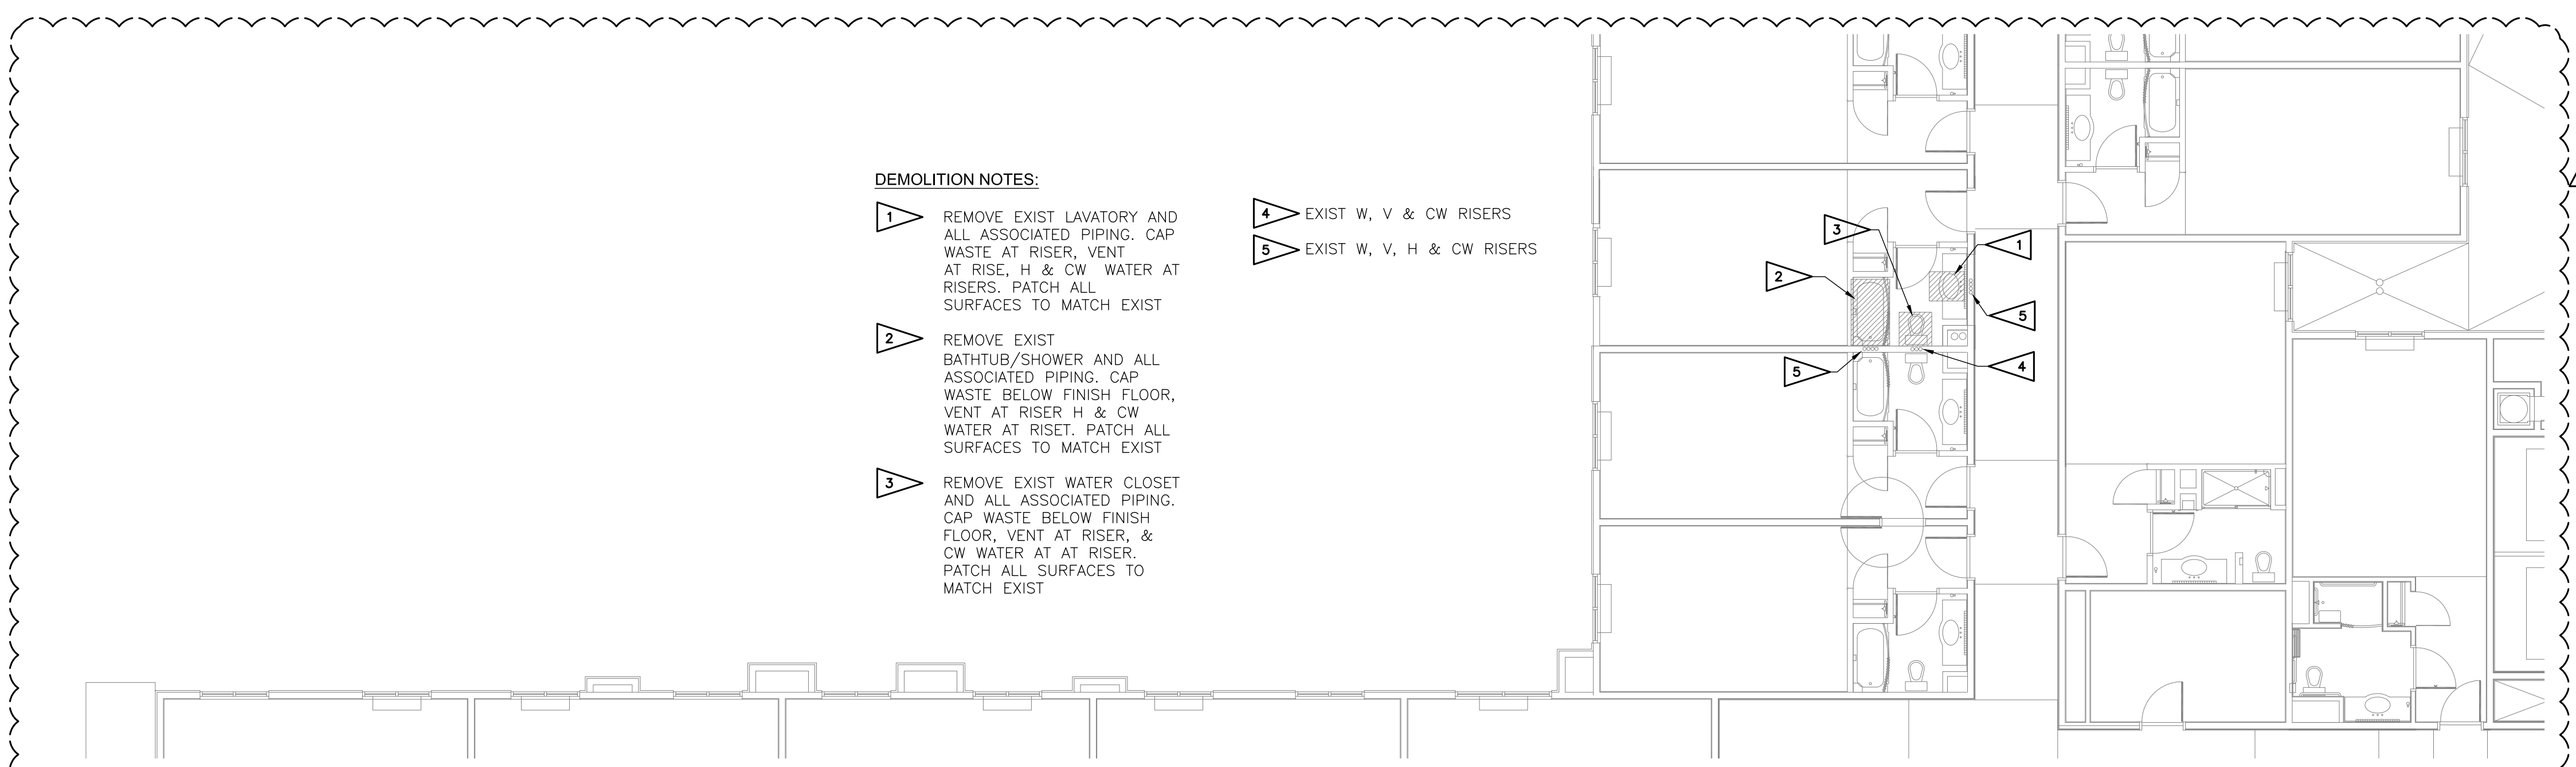 DEMOLITION NOTES:
1
REMOVE EXIST LAVATORY AND
ALL ASSOCIATED PIPING. CAP
WASTE AT RISER, VENT
AT RISE, H & CW WATER AT
RISERS. PATCH ALL
SURFACES TO MATCH EXIST
2
REMOVE EXIST
BATHTUB/SHOWER AND ALL
ASSOCIATED PIPING. CAP
WASTE BELOW FINISH FLOOR,
VENT AT RISER H & CW
WATER AT RISET. PATCH ALL
SURFACES TO MATCH EXIST
3
REMOVE EXIST WATER CLOSET
AND ALL ASSOCIATED PIPING.
CAP WASTE BELOW FINISH
FLOOR, VENT AT RISER, &
CW WATER AT AT RISER.
PATCH ALL SURFACES TO
MATCH EXIST
4 EXIST W, V & CW RISERS
5 EXIST W, V, H & CW RISERS
3
1
2
5
5
4